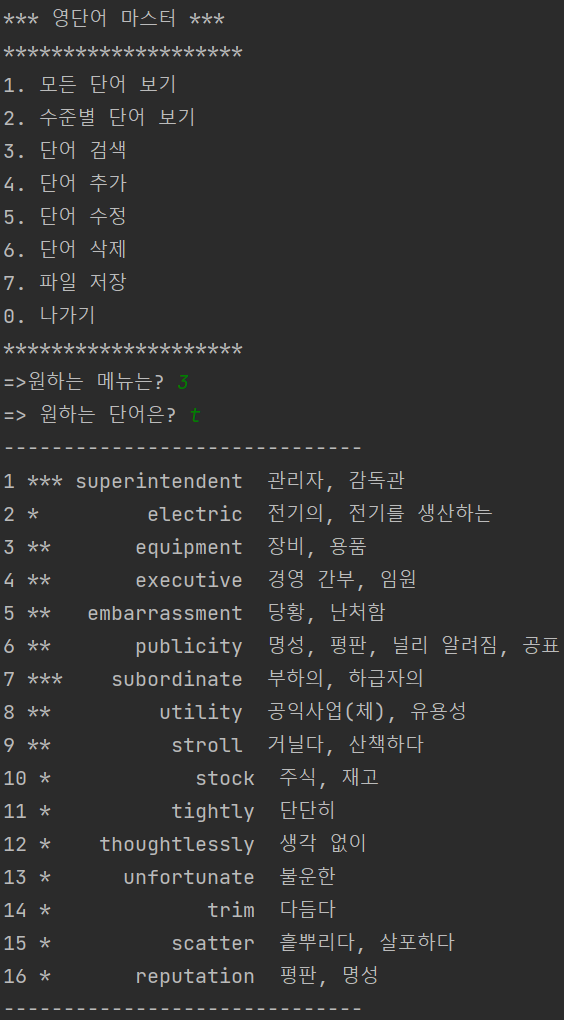 *** 영단어 마스터 ***
********************
1. 모든 단어 보기
2. 수준별 단어 보기
3. 단어 검색
4. 단어 추가
5. 단어 수정
6. 단어 삭제
7. 파일 저장
0. 나가기
********************
=>원하는 메뉴는? 3
=> 원하는 단어은? t
------------------------------
1 *** superintendent  관리자, 감독관
2 *         electric  전기의, 전기를 생산하는
3 **       equipment  장비, 용품
4 **       executive  경영 간부, 임원
5 **   embarrassment  당황, 난처함
6 **       publicity  명성, 평판, 널리 알려짐, 공표
7 ***    subordinate  부하의, 하급자의
8 **         utility  공익사업(체), 유용성
9 **          stroll  거닐다, 산책하다
10 *            stock  주식, 재고
11 *          tightly  단단히
12 *    thoughtlessly  생각 없이
13 *      unfortunate  불운한
14 *             trim  다듬다
15 *          scatter  흩뿌리다, 살포하다
16 *       reputation  평판, 명성
------------------------------